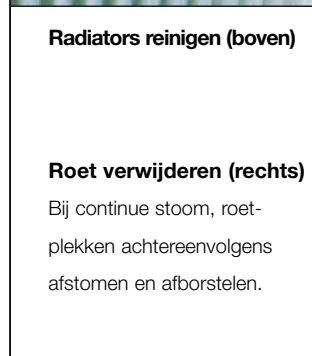 Radiators reinigen (boven)
Roet verwijderen (rechts)
Bij continue stoom, roet-
plekken achtereenvolgens
afstomen en afborstelen.